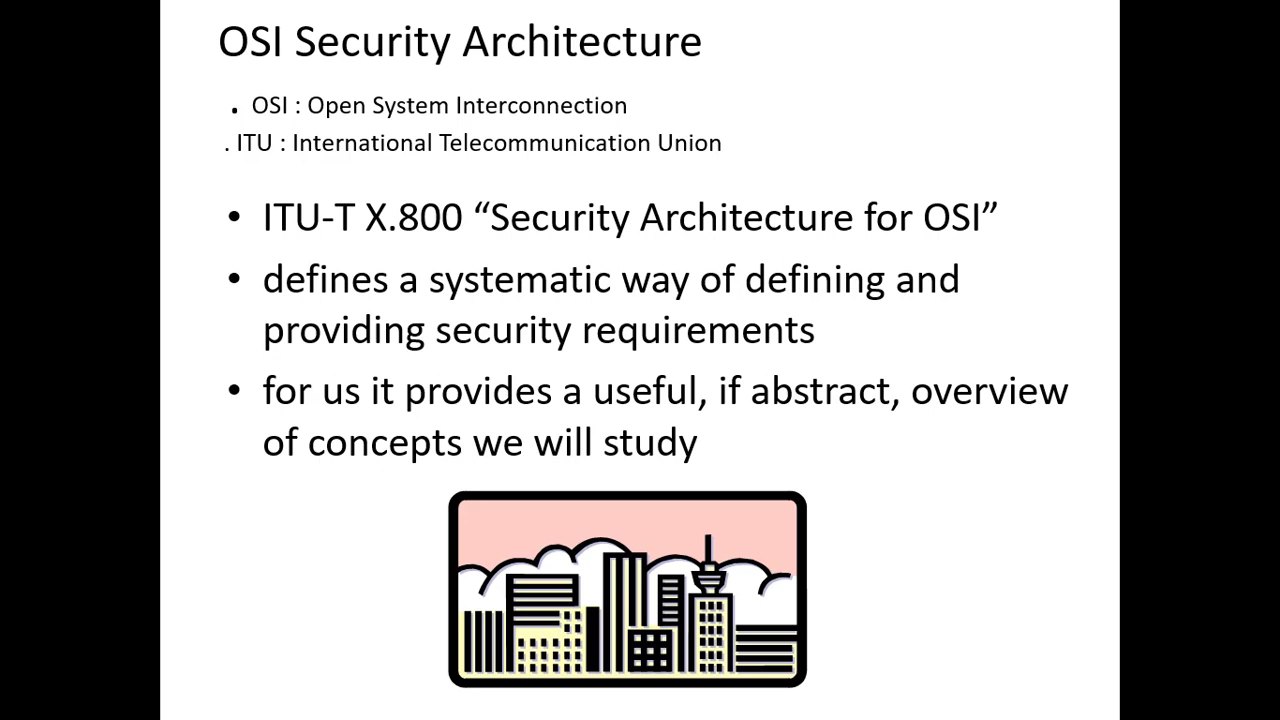 OSI Security Architecture
. OSI : Open System Interconnection
. ITU : International Telecommunication Union
• ITU-T X.800 “Security Architecture for OSI”
• defines a systematic way of defining and
providing security requirements
• for us it provides a useful, if abstract, overview
of concepts we will study